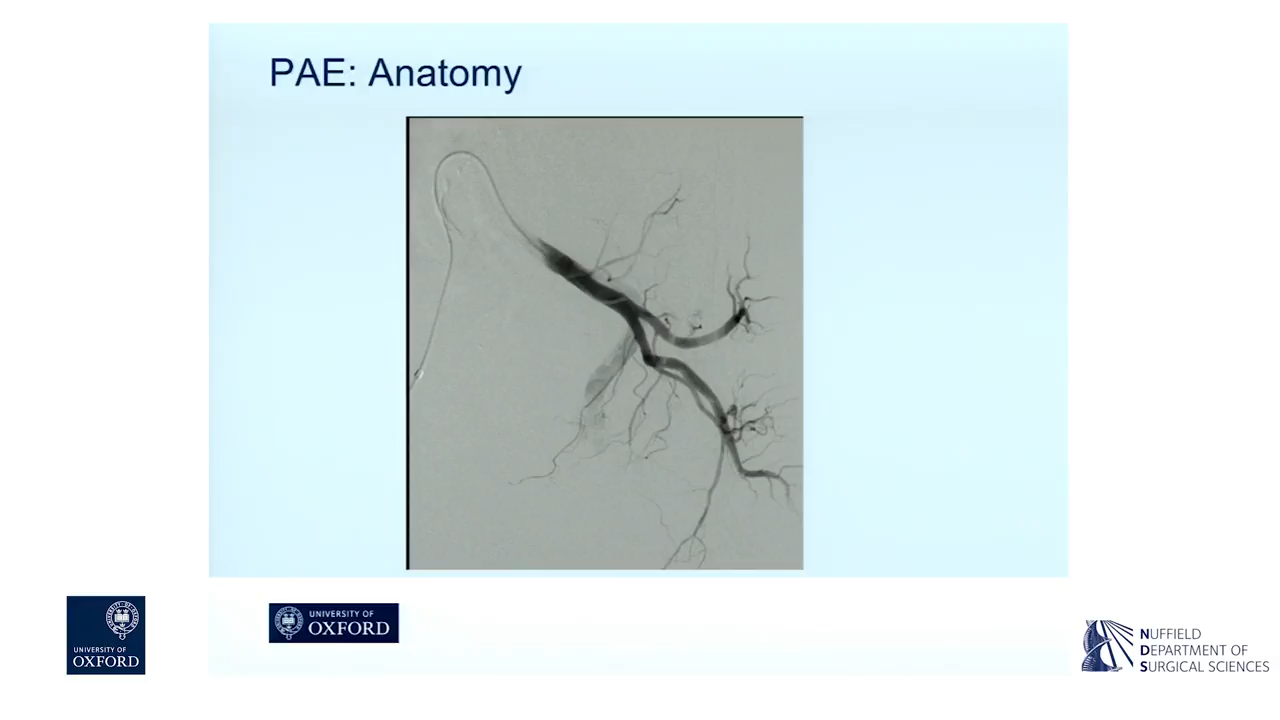 PAE: Anatomy
UNIVERSITY OF
OXFORD
UNIVERSITY OF
OXFORD
NUFFIELD
DEPARTMENT OF
SURGICAL SCIENCES